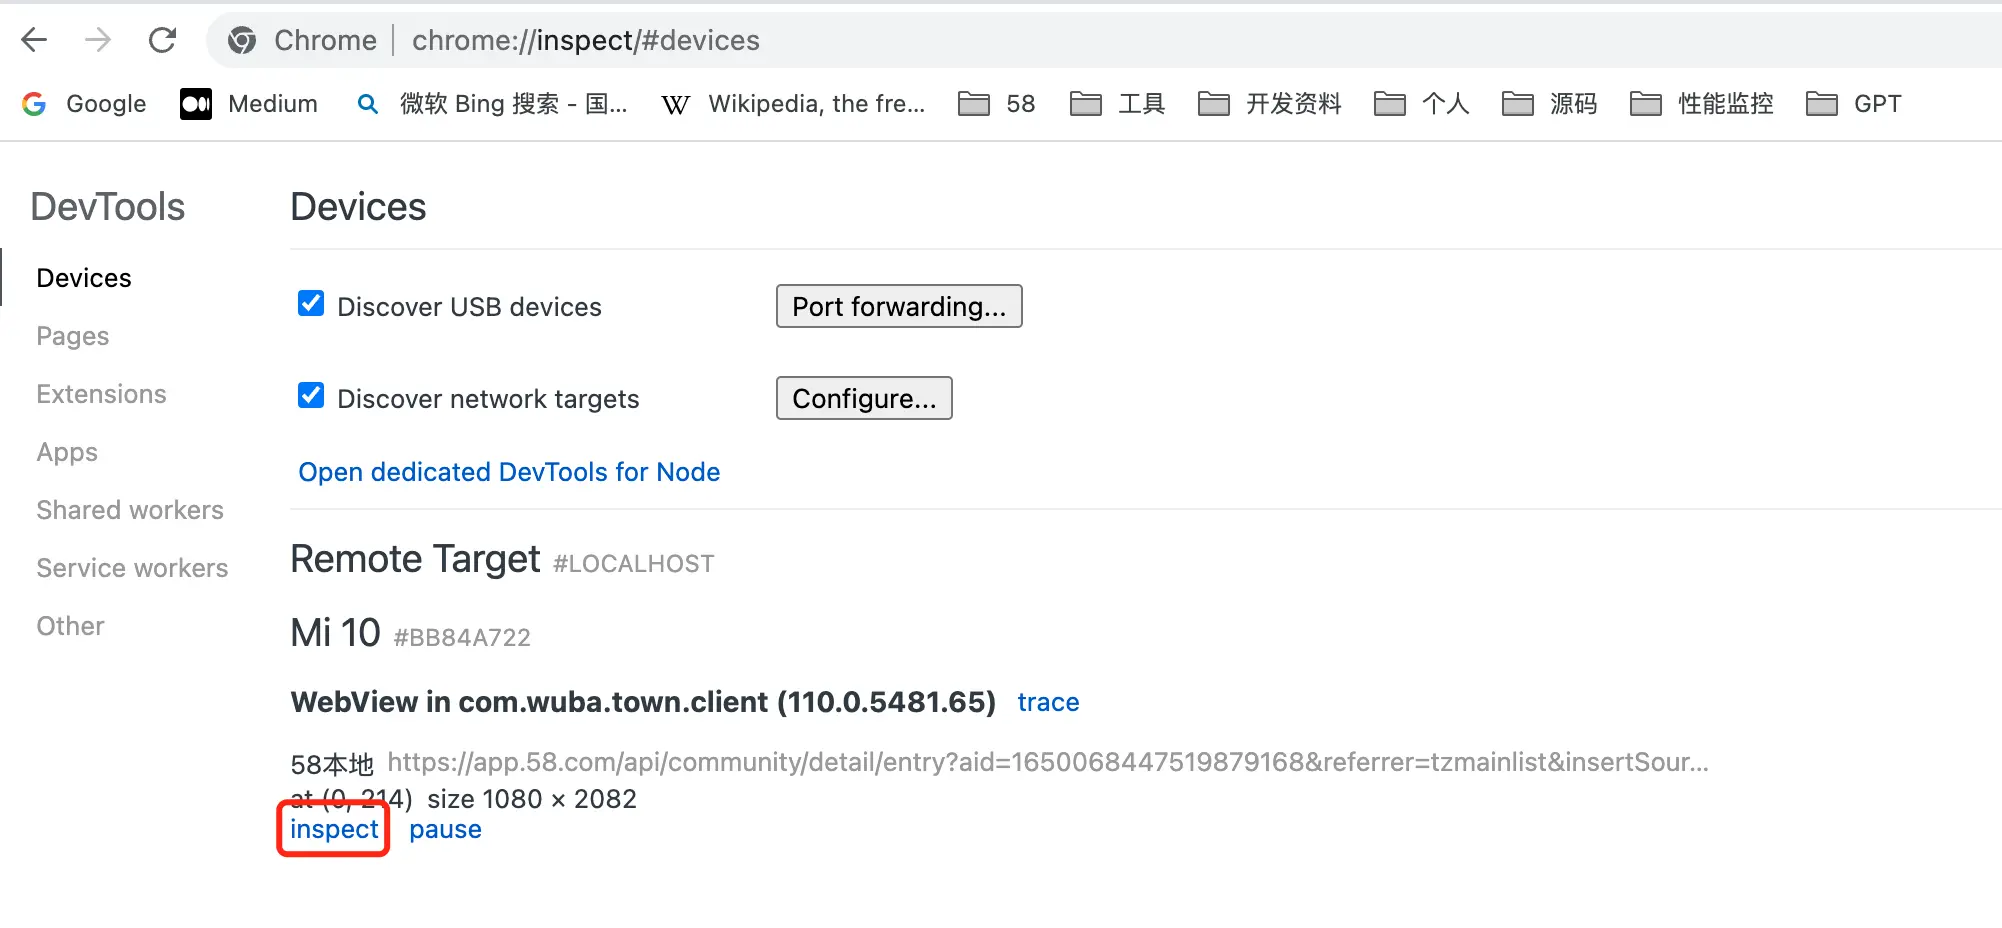 Chrome | chrome://inspect/#devices
Google Medium 微软 Bing 搜索 - 国... Wikipedia, the fre... 58 工具 开发资料 个人 源码 性能监控 GPT
DevTools
Devices
Pages
Extensions
Apps
Shared workers
Service workers
Other
Devices
Discover USB devices Port forwarding...
Discover network targets Configure...
Open dedicated DevTools for Node
Remote Target #LOCALHOST
Mi 10 #BB84A722
WebView in com.wuba.town.client (110.0.5481.65) trace
58本地 https://app.58.com/api/community/detail/entry?aid=1650068447519879168&referrer=tzmainlist&insertSour...
at (0, 214) size 1080 × 2082
inspect pause